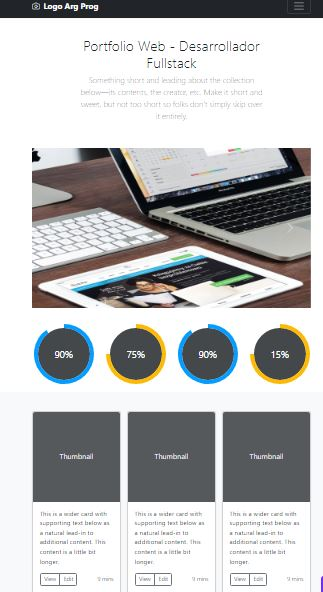 Logo Arg Prog
Portfolio Web - Desarrollador
Fullstack
Something short and leading about the collection
below—its contents, the creator, etc. Make it short and
sweet, but not too short so folks don't simply skip over
it entirely.
90%
75%
90%
15%
Thumbnail
Thumbnail
Thumbnail
This is a wider card with
supporting text below as
a natural lead-in to
additional content. This
content is a little bit
longer.
View Edit 9 mins
This is a wider card with
supporting text below as
a natural lead-in to
additional content. This
content is a little bit
longer.
View Edit 9 mins
This is a wider card with
supporting text below as
a natural lead-in to
additional content. This
content is a little bit
longer.
View Edit 9 mins